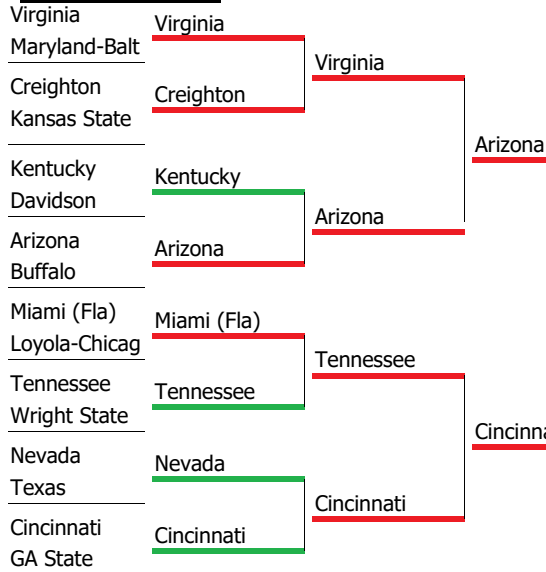 Virginia
Maryland-Balt
Creighton
Kansas State
Kentucky
Davidson
Arizona
Buffalo
Miami (Fla)
Loyola-Chicag
Tennessee
Wright State
Nevada
Texas
Cincinnati
GA State
Virginia
Creighton
Kentucky
Arizona
Miami (Fla)
Tennessee
Nevada
Cincinnati
Virginia
Arizona
Tennessee
Cincinnati
Arizona
Cincinna